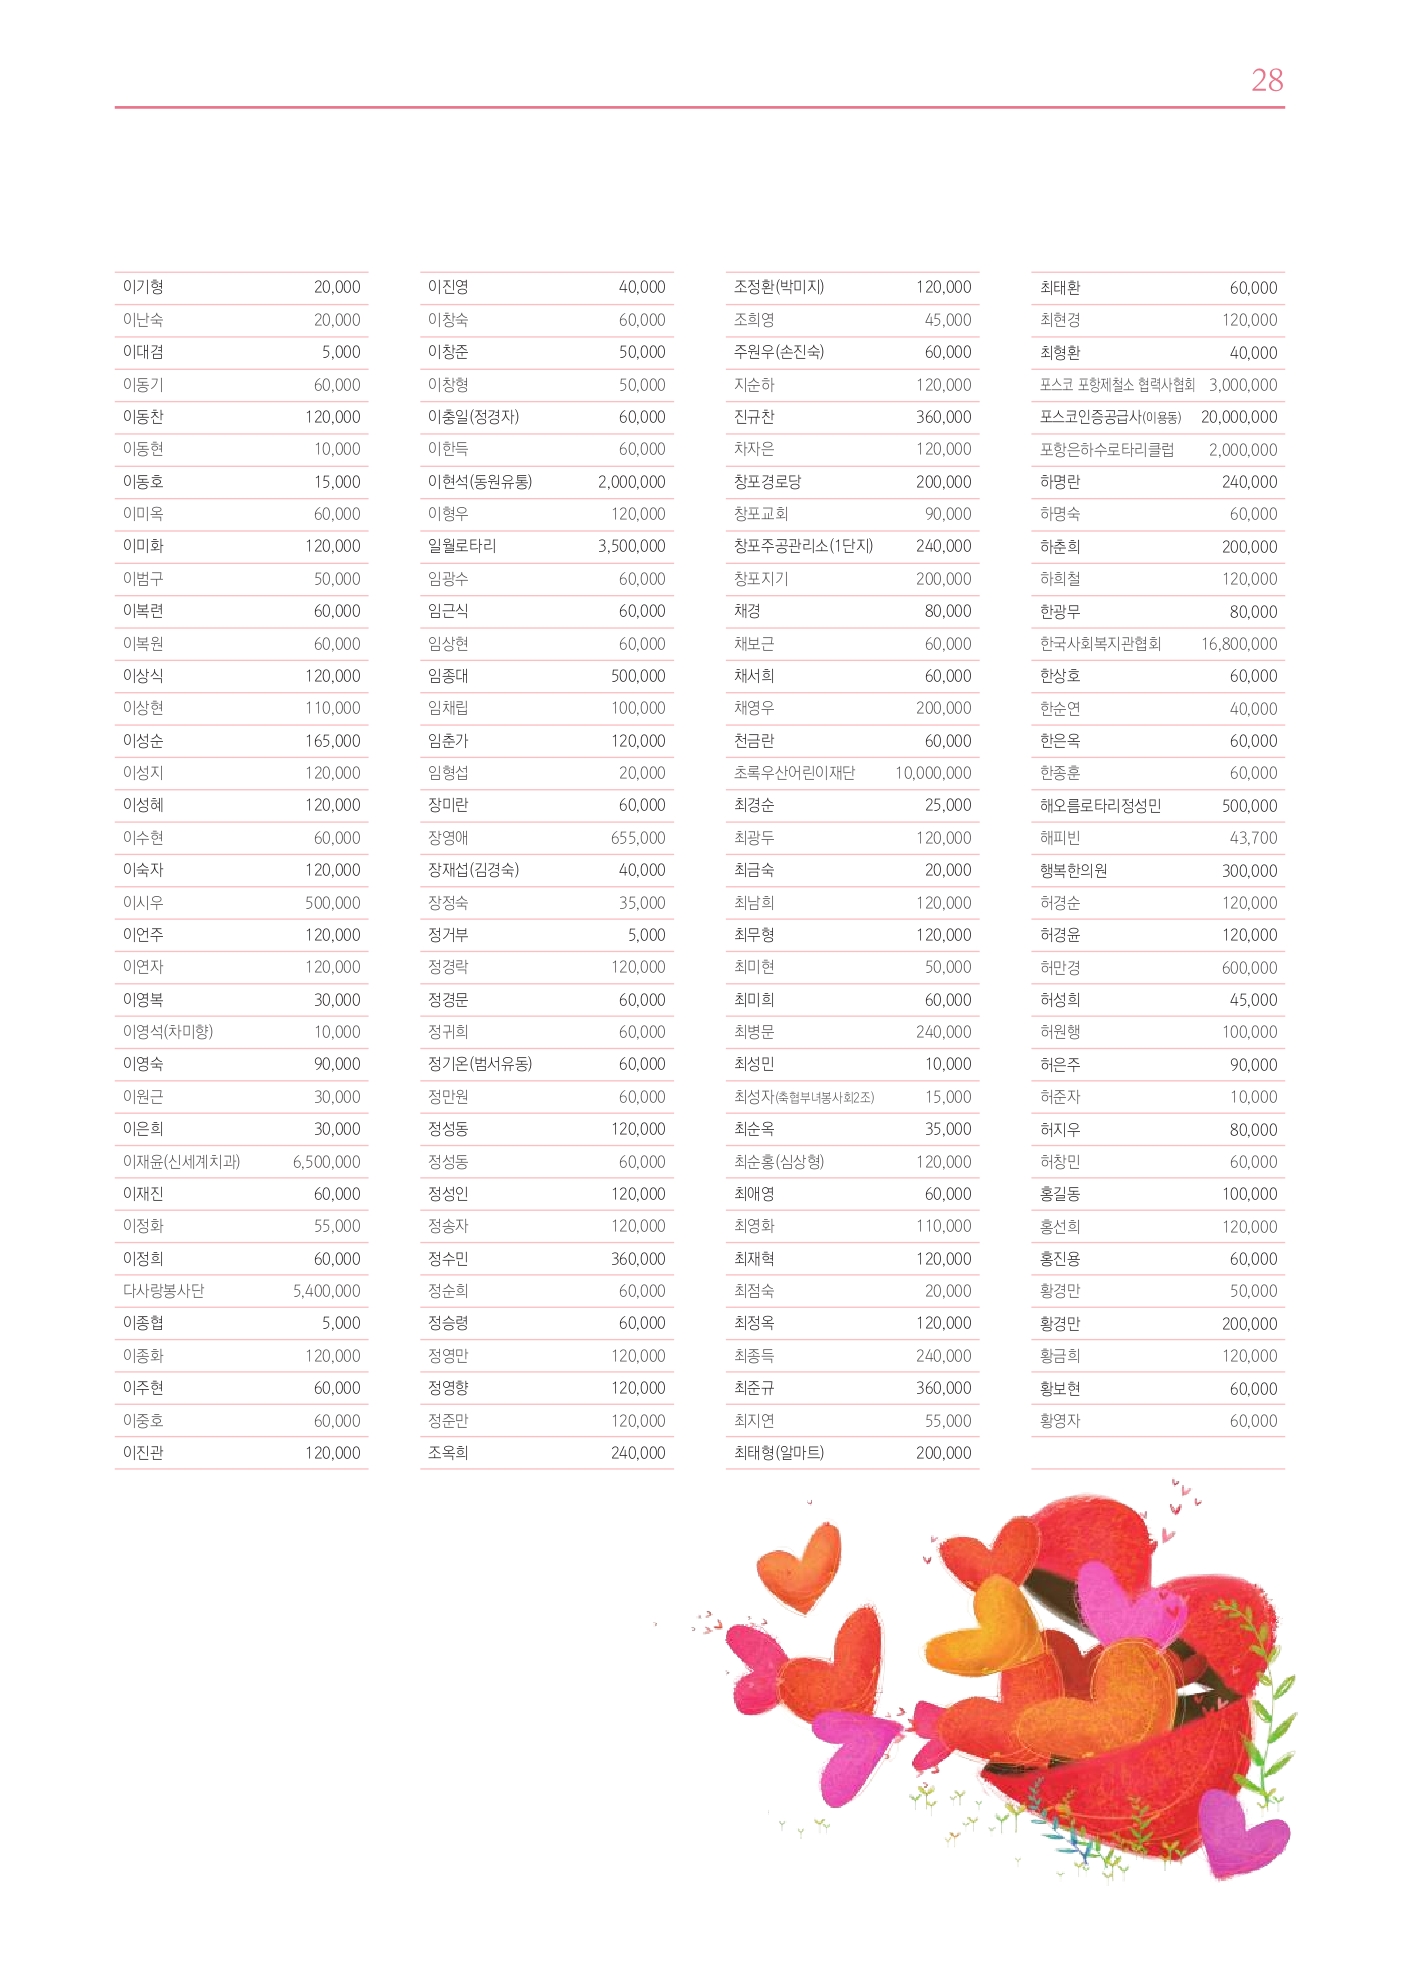 28
이기형 20,000
이난숙 20,000
이대겸 5,000
이동기 60,000
이동찬 120,000
이동현 10,000
이동호 15,000
이미옥 60,000
이미화 120,000
이범구 50,000
이복련 60,000
이복원 60,000
이상식 120,000
이상현 110,000
이성순 165,000
이성지 120,000
이성혜 120,000
이수현 60,000
이숙자 120,000
이시우 500,000
이언주 120,000
이연자 120,000
이영복 30,000
이영석(차미향) 10,000
이영숙 90,000
이원근 30,000
이은희 30,000
이재윤(신세계치과) 6,500,000
이재진 60,000
이정화 55,000
이정희 60,000
다사랑봉사단 5,400,000
이종협 5,000
이종화 120,000
이주현 60,000
이중호 60,000
이진관 120,000
이진영 40,000
이창숙 60,000
이창준 50,000
이창형 50,000
이충일(정경자) 60,000
이한득 60,000
이현석(동원유통) 2,000,000
이형우 120,000
일월로타리 3,500,000
임광수 60,000
임근식 60,000
임상현 60,000
임종대 500,000
임채립 100,000
임춘가 120,000
임형섭 20,000
장미란 60,000
장영애 655,000
장재섭(김경숙) 40,000
장정숙 35,000
정거부 5,000
정경락 120,000
정경문 60,000
정귀희 60,000
정기온(범서유동) 60,000
정만원 60,000
정성동 120,000
정성동 60,000
정성인 120,000
정송자 120,000
정수민 360,000
정순희 60,000
정승령 60,000
정영만 120,000
정영향 120,000
정준만 120,000
조옥희 240,000
조정환(박미지) 120,000
조희영 45,000
주원우(손진숙) 60,000
지순하 120,000
진규찬 360,000
차자은 120,000
창포경로당 200,000
창포교회 90,000
창포주공관리소(1단지) 240,000
창포지기 200,000
채경 80,000
채보근 60,000
채서희 60,000
채영우 200,000
천금란 60,000
초록우산어린이재단 10,000,000
최경순 25,000
최광두 120,000
최금숙 20,000
최남희 120,000
최무형 120,000
최미현 50,000
최미희 60,000
최병문 240,000
최성민 10,000
최성자(축협부녀봉사회2조) 15,000
최순옥 35,000
최순홍(심상형) 120,000
최애영 60,000
최영화 110,000
최재혁 120,000
최점숙 20,000
최정옥 120,000
최종득 240,000
최준규 360,000
최지연 55,000
최태형(알마트) 200,000
최태환 60,000
최현경 120,000
최형환 40,000
포스코 포항제철소 협력사협회 3,000,000
포스코인증공급사(이용동) 20,000,000
포항은하수로타리클럽 2,000,000
하명란 240,000
하명숙 60,000
하춘희 200,000
하희철 120,000
한광무 80,000
한국사회복지관협회 16,800,000
한상호 60,000
한순연 40,000
한은옥 60,000
한종훈 60,000
해오름로타리정성민 500,000
해피빈 43,700
행복한의원 300,000
허경순 120,000
허경윤 120,000
허만경 600,000
허성희 45,000
허원행 100,000
허은주 90,000
허준자 10,000
허지우 80,000
허창민 60,000
홍길동 100,000
홍선희 120,000
홍진용 60,000
황경만 50,000
황경만 200,000
황금희 120,000
황보현 60,000
황영자 60,000